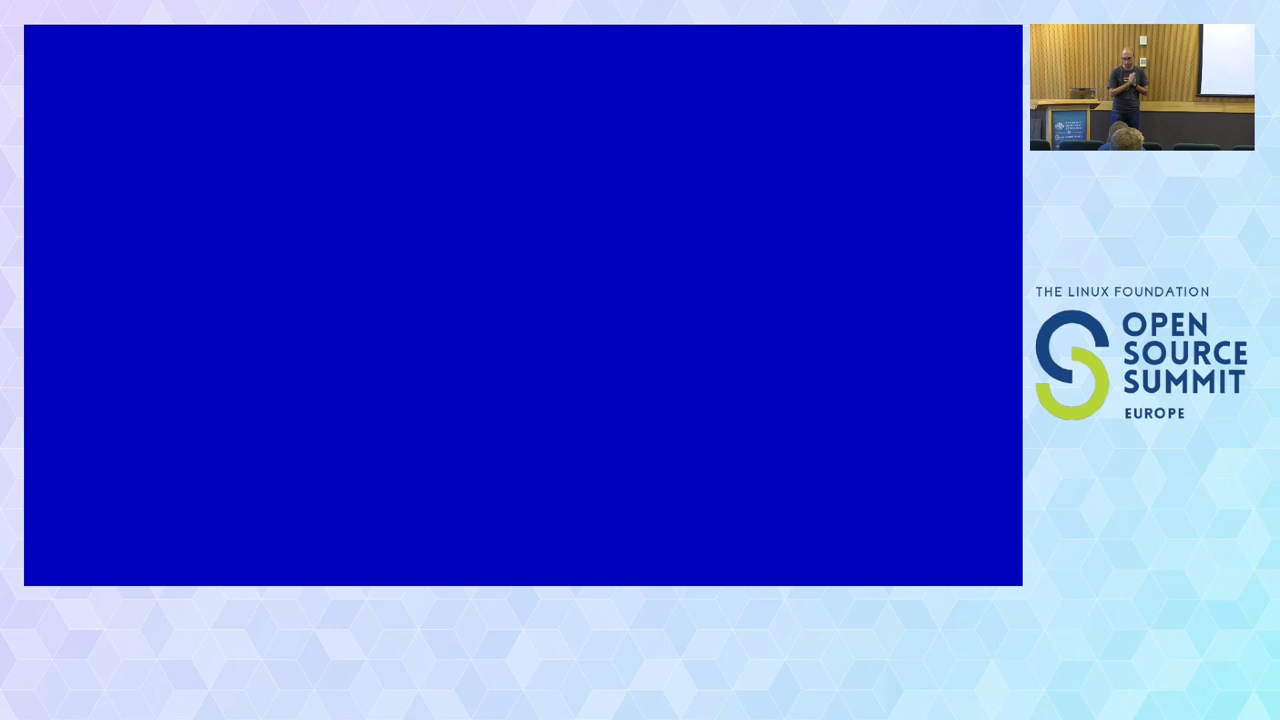 THE LINUX FOUNDATION
OPEN
SOURCE
SUMMIT
EUROPE